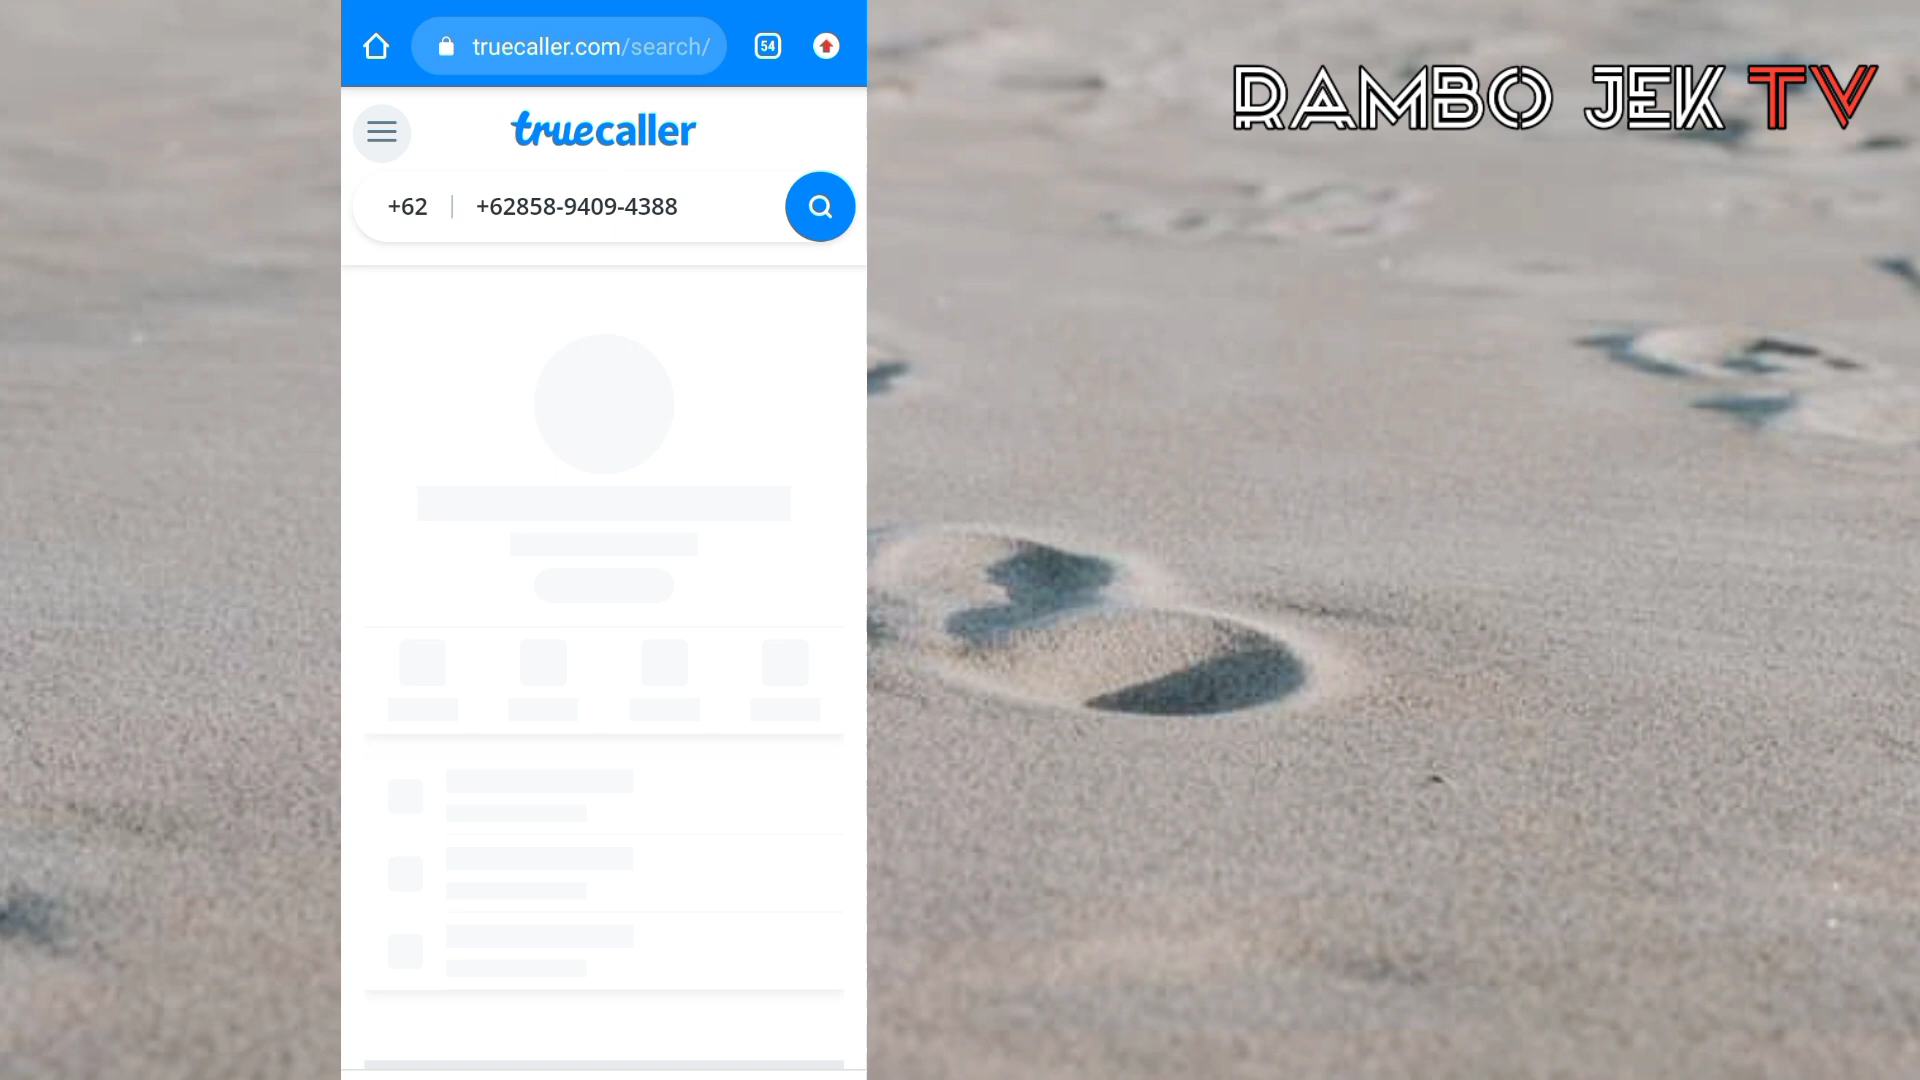 truecaller.com/search/
54
RAMBO JEK TV
truecaller
+62 | +62858-9409-4388